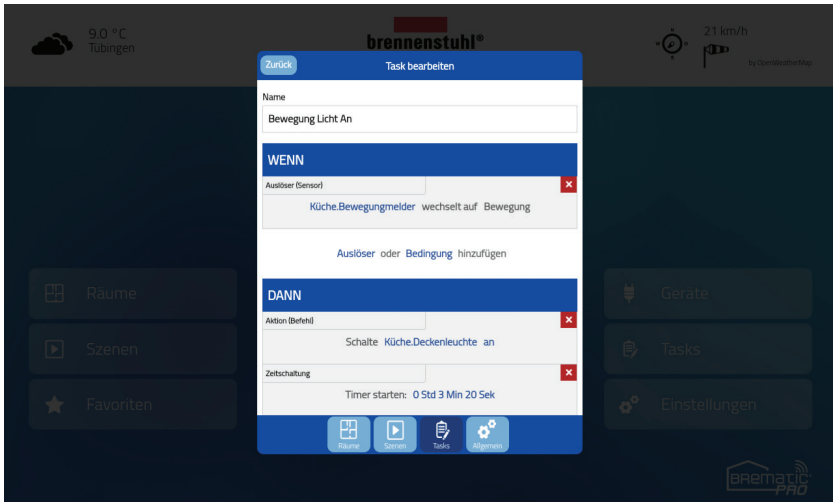 9.0 °C
Tübingen
brennenstuhl®
21 km/h
by OpenWeatherMap
Zurück
Task bearbeiten
Name
Bewegung Licht An
WENN
Auslöser (Sensor)
Küche.Bewegungmelder wechselt auf Bewegung
Auslöser oder Bedingung hinzufügen
DANN
Aktion (Befehl)
Schalte Küche.Deckenleuchte an
Zeitschaltung
Timer starten: 0 Std 3 Min 20 Sek
Räume
Szenen
Favoriten
Geräte
Tasks
Einstellungen
Räume
Szenen
Tasks
Allgemein
BREmatic
PRO